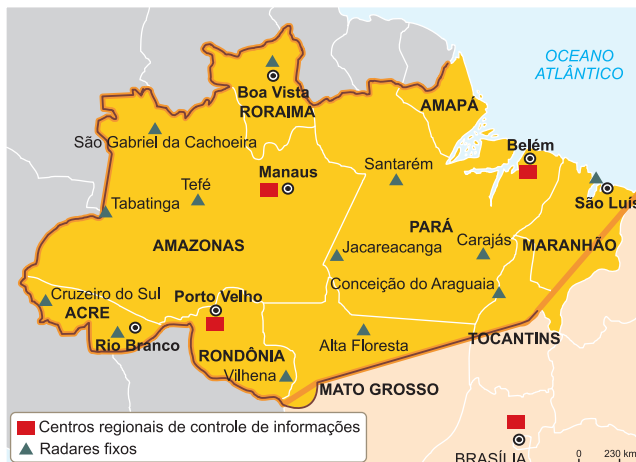 OCEANO
ATLÂNTICO
Boa Vista
RORAIMA
AMAPÁ
São Gabriel da Cachoeira
Belém
Santarém
Manaus
Tefé
São Luís
Tabatinga
PARÁ
AMAZONAS
Carajás
MARANHÃO
Jacareacanga
Conceição do Araguaia
Cruzeiro do Sul
Porto Velho
ACRE
Rio Branco
RONDÔNIA
Alta Floresta
TOCANTINS
Vilhena
MATO GROSSO
Centros regionais de controle de informações
Radares fixos
BRASÍLIA
0 230 km